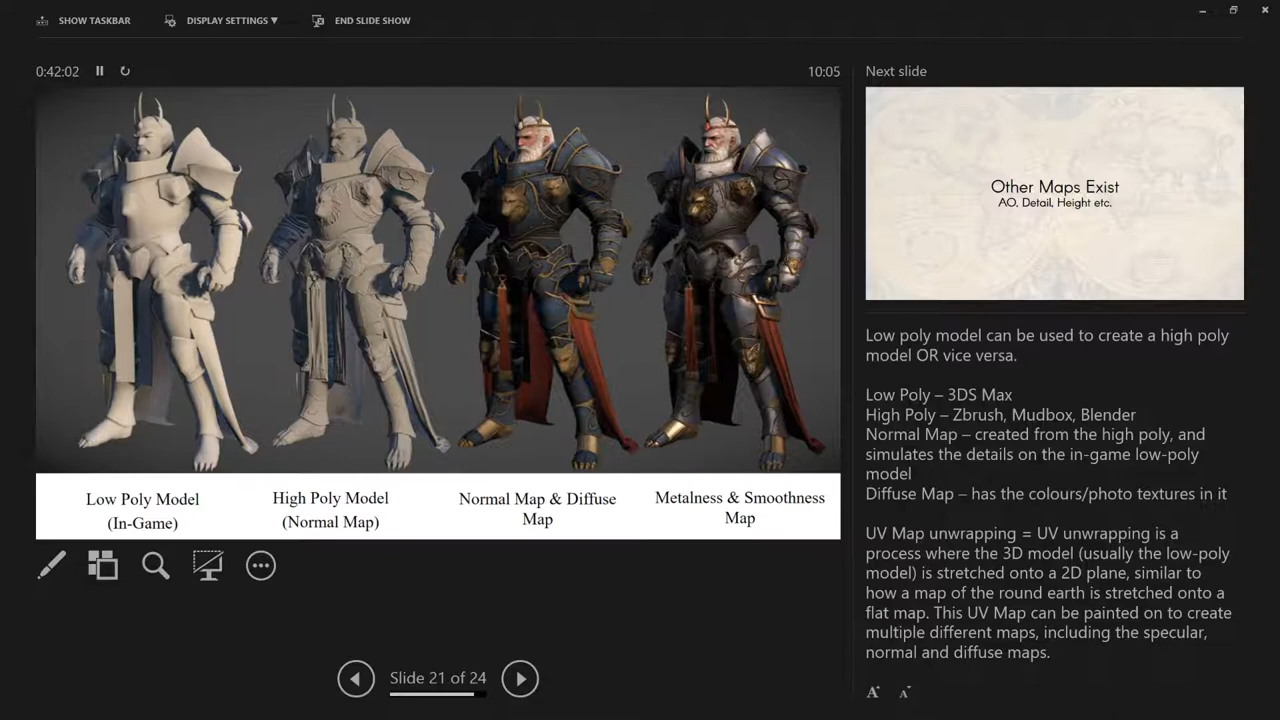 SHOW TASKBAR
DISPLAY SETTINGS ▼
END SLIDE SHOW
0:42:02
10:05
Low Poly Model
(In-Game)
High Poly Model
(Normal Map)
Normal Map & Diffuse
Map
Metalness & Smoothness
Map
Slide 21 of 24
Next slide
Other Maps Exist
AO, Detail, Height etc.
Low poly model can be used to create a high poly
model OR vice versa.
Low Poly – 3DS Max
High Poly – Zbrush, Mudbox, Blender
Normal Map – created from the high poly, and
simulates the details on the in-game low-poly
model
Diffuse Map – has the colours/photo textures in it
UV Map unwrapping = UV unwrapping is a
process where the 3D model (usually the low-poly
model) is stretched onto a 2D plane, similar to
how a map of the round earth is stretched onto a
flat map. This UV Map can be painted on to create
multiple different maps, including the specular,
normal and diffuse maps.
A A